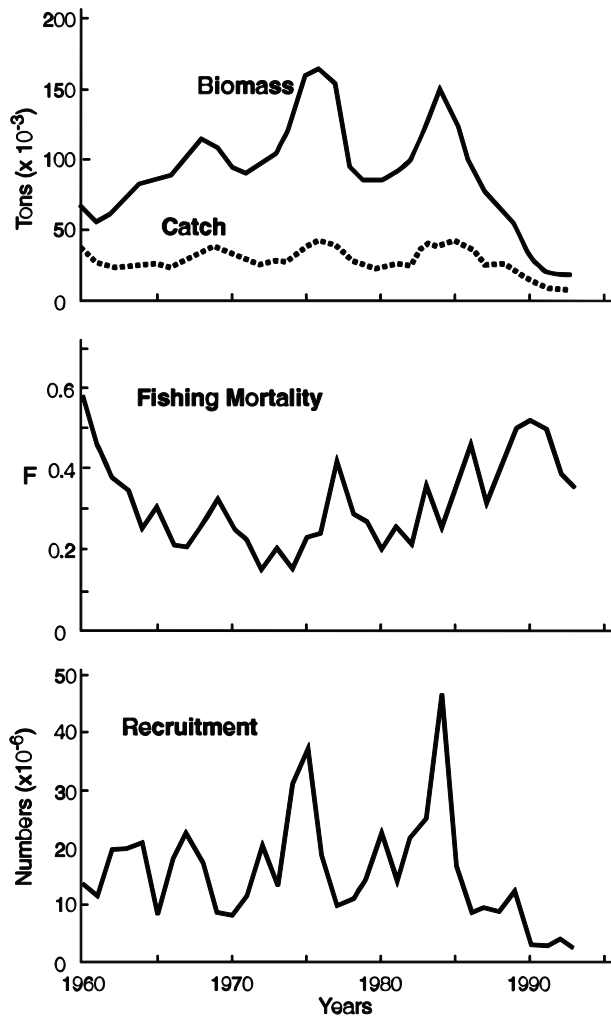 200
150
100
50
0
Tons (x 10-3)
Biomass
Catch
0.6
0.4
0.2
0
F
Fishing Mortality
50
40
30
20
10
0
Numbers (x10-6)
Recruitment
1960
1970
1980
1990
Years